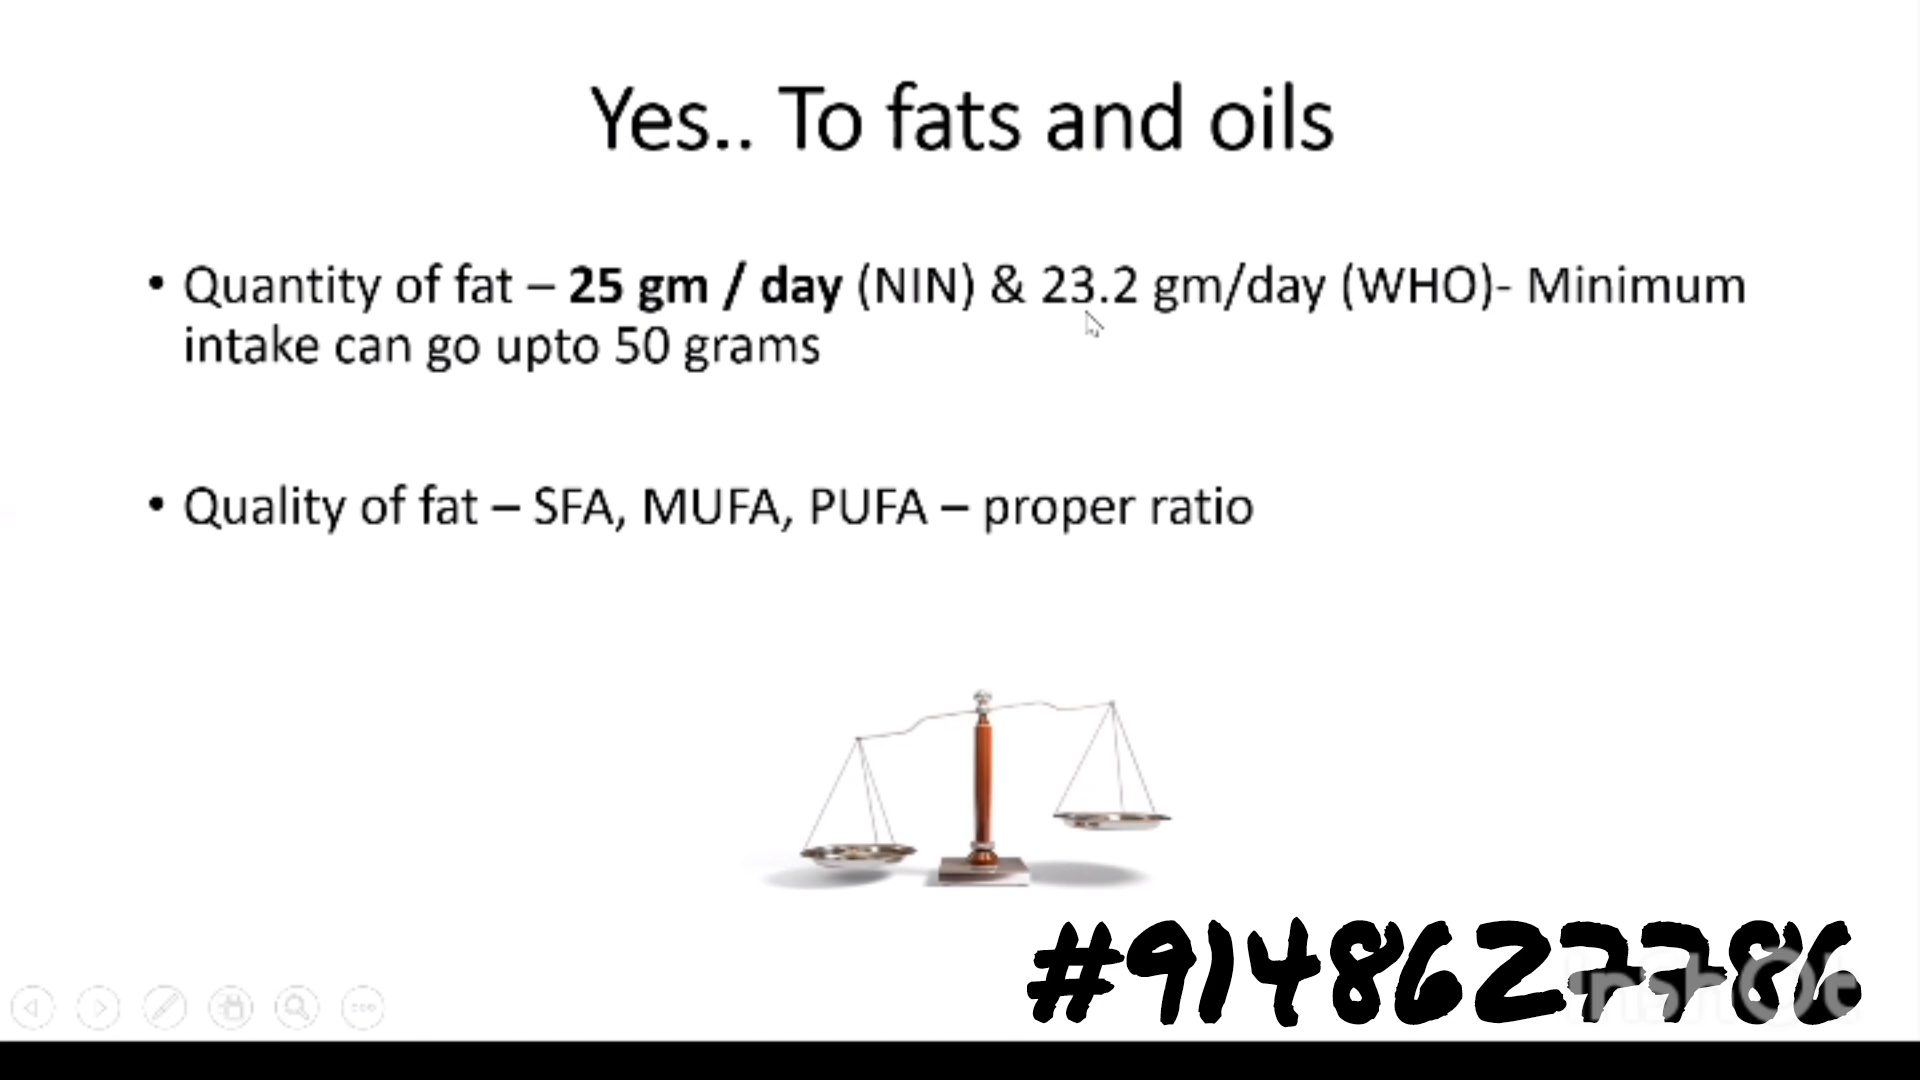 Yes.. To fats and oils
• Quantity of fat – 25 gm / day (NIN) & 23.2 gm/day (WHO)- Minimum
intake can go upto 50 grams
• Quality of fat – SFA, MUFA, PUFA – proper ratio
#9148627786
InShOt